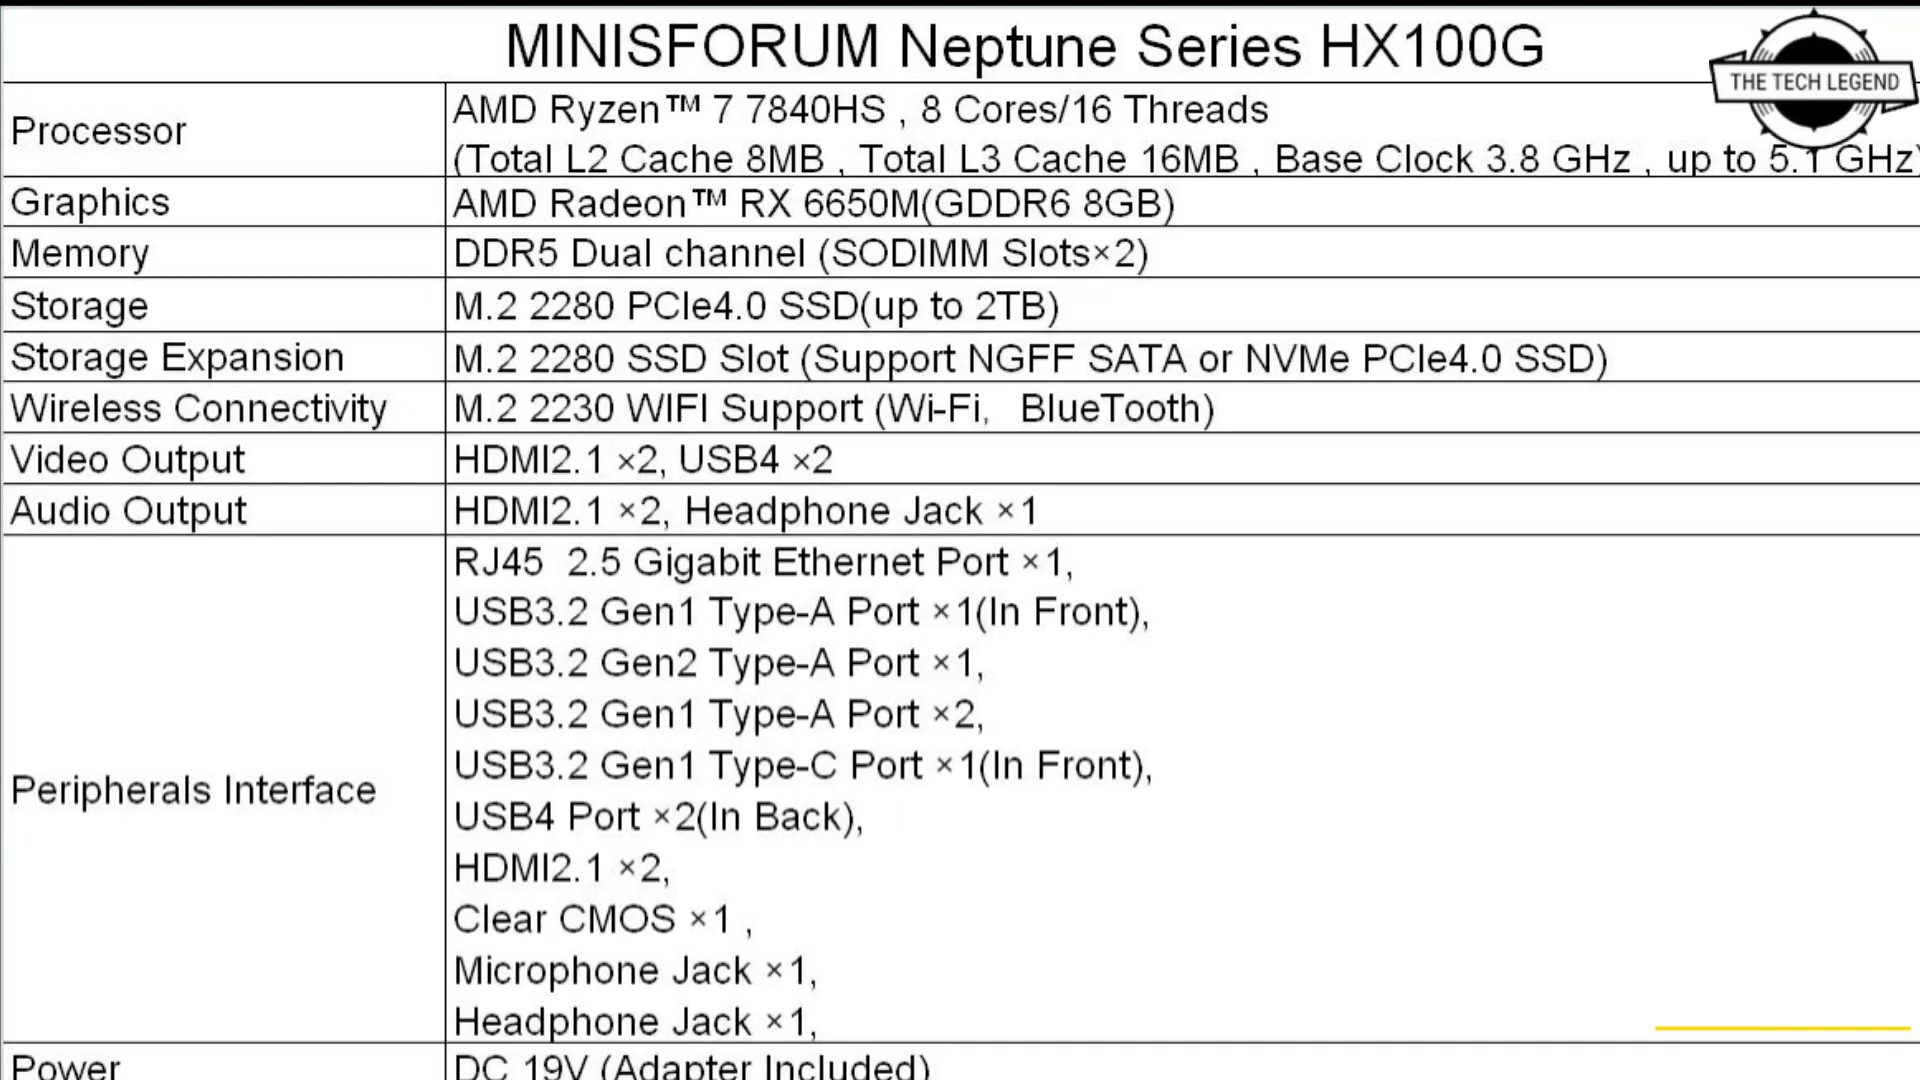 MINISFORUM Neptune Series HX100G
THE TECH LEGEND
Processor
AMD Ryzen™ 7 7840HS , 8 Cores/16 Threads
(Total L2 Cache 8MB , Total L3 Cache 16MB , Base Clock 3.8 GHz , up to 5.1 GHz)
Graphics
AMD Radeon™ RX 6650M(GDDR6 8GB)
Memory
DDR5 Dual channel (SODIMM Slots×2)
Storage
M.2 2280 PCIe4.0 SSD(up to 2TB)
Storage Expansion
M.2 2280 SSD Slot (Support NGFF SATA or NVMe PCIe4.0 SSD)
Wireless Connectivity
M.2 2230 WIFI Support (Wi-Fi,  BlueTooth)
Video Output
HDMI2.1 ×2, USB4 ×2
Audio Output
HDMI2.1 ×2, Headphone Jack ×1
Peripherals Interface
RJ45  2.5 Gigabit Ethernet Port ×1,
USB3.2 Gen1 Type-A Port ×1(In Front),
USB3.2 Gen2 Type-A Port ×1,
USB3.2 Gen1 Type-A Port ×2,
USB3.2 Gen1 Type-C Port ×1(In Front),
USB4 Port ×2(In Back),
HDMI2.1 ×2,
Clear CMOS ×1 ,
Microphone Jack ×1,
Headphone Jack ×1,
Power
DC 19V (Adapter Included)